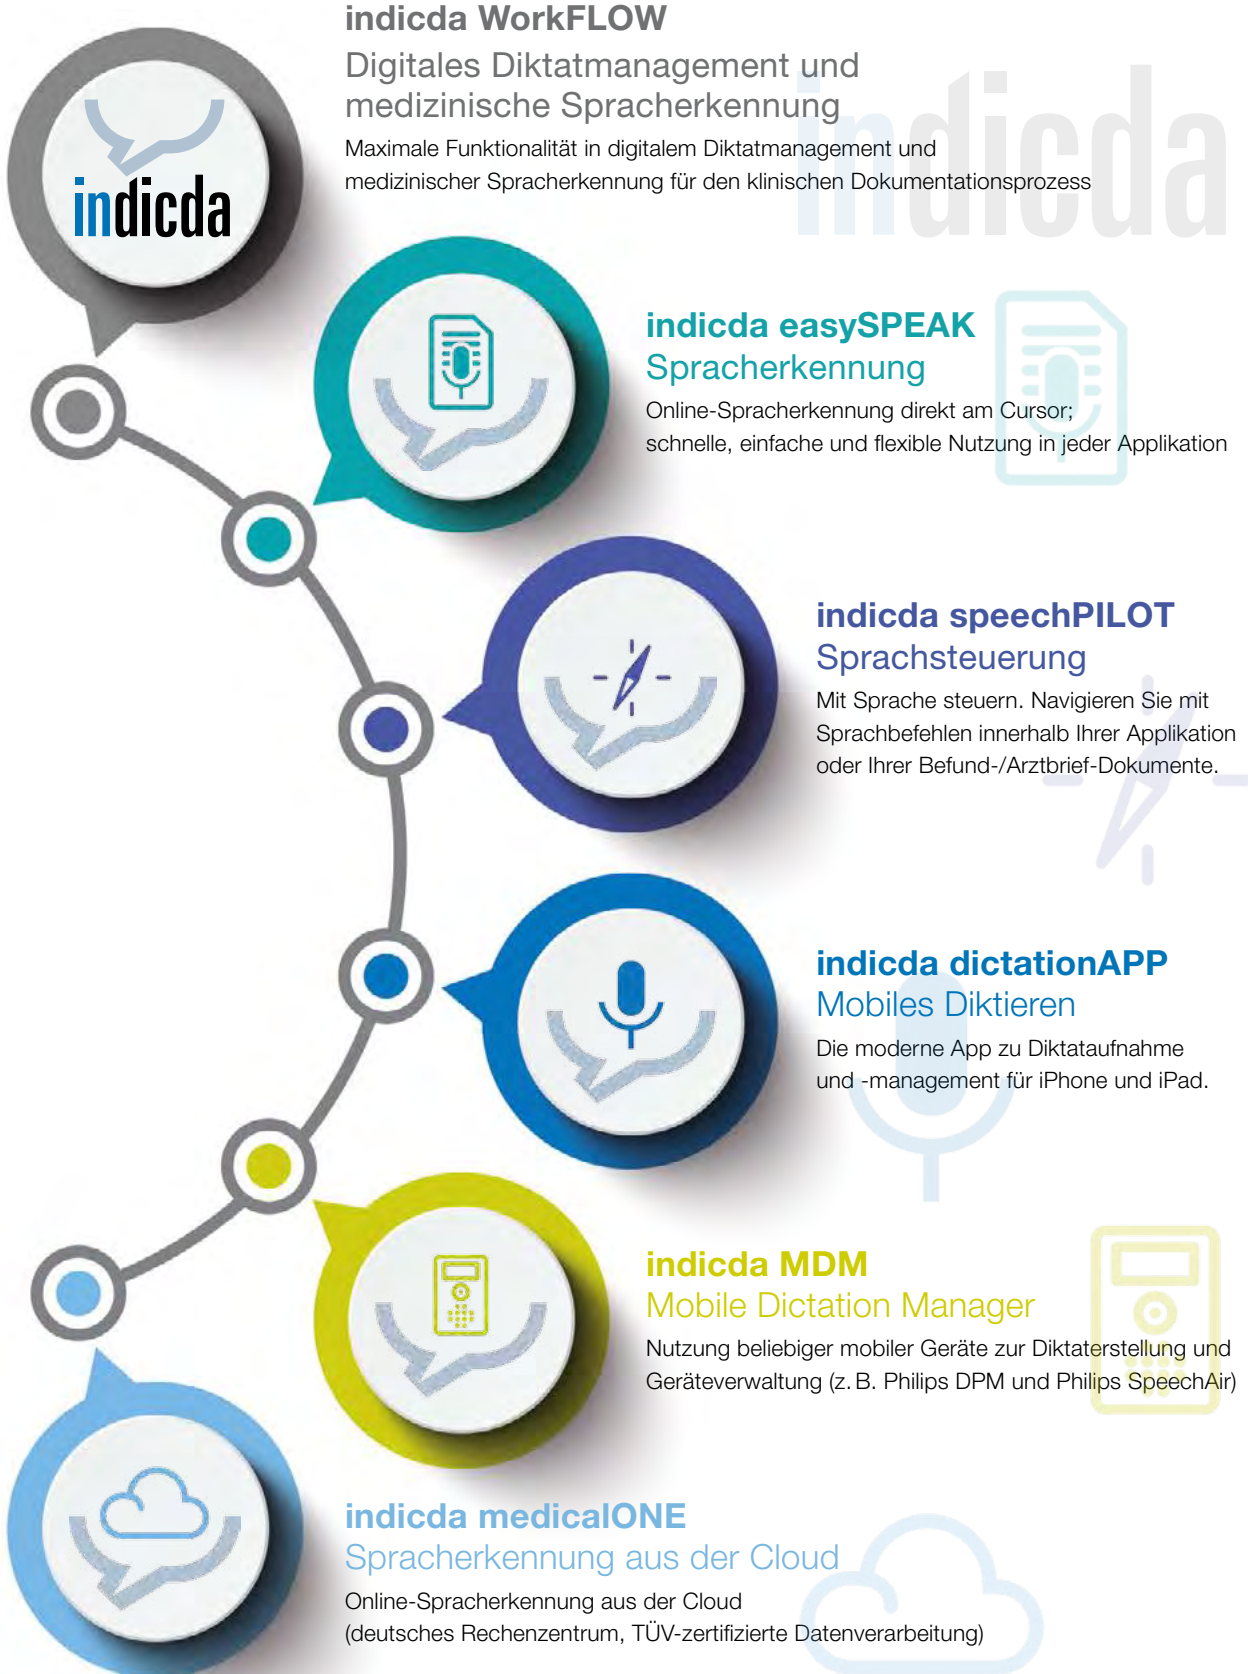 indicda WorkFLOW
Digitales Diktatmanagement und
medizinische Spracherkennung
Maximale Funktionalität in digitalem Diktatmanagement und
medizinischer Spracherkennung für den klinischen Dokumentationsprozess
indicda
indicda
indicda easySPEAK
Spracherkennung
Online-Spracherkennung direkt am Cursor;
schnelle, einfache und flexible Nutzung in jeder Applikation
indicda speechPILOT
Sprachsteuerung
Mit Sprache steuern. Navigieren Sie mit
Sprachbefehlen innerhalb Ihrer Applikation
oder Ihrer Befund-/Arztbrief-Dokumente.
indicda dictationAPP
Mobiles Diktieren
Die moderne App zu Diktataufnahme
und -management für iPhone und iPad.
indicda MDM
Mobile Dictation Manager
Nutzung beliebiger mobiler Geräte zur Diktaterstellung und
Geräteverwaltung (z. B. Philips DPM und Philips SpeechAir)
indicda medicalONE
Spracherkennung aus der Cloud
Online-Spracherkennung aus der Cloud
(deutsches Rechenzentrum, TÜV-zertifizierte Datenverarbeitung)